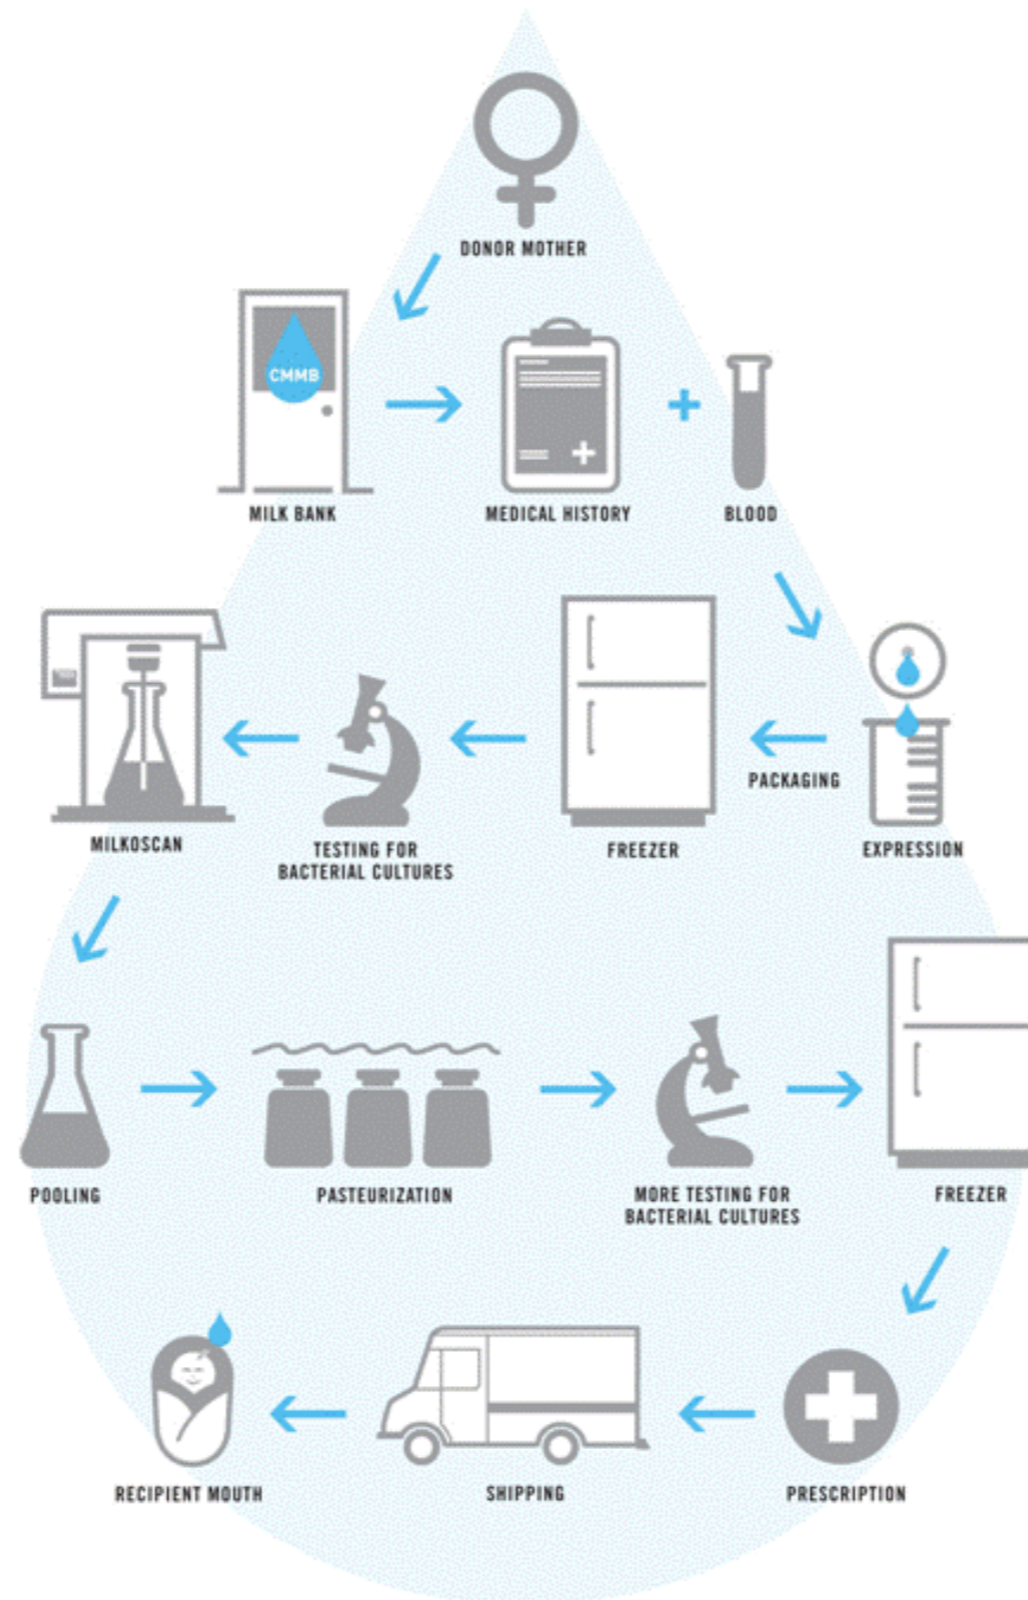 DONOR MOTHER
CMMB
MILK BANK
MEDICAL HISTORY
BLOOD
PACKAGING
MILKOSCAN
TESTING FOR
BACTERIAL CULTURES
FREEZER
EXPRESSION
POOLING
PASTEURIZATION
MORE TESTING FOR
BACTERIAL CULTURES
FREEZER
RECIPIENT MOUTH
SHIPPING
PRESCRIPTION